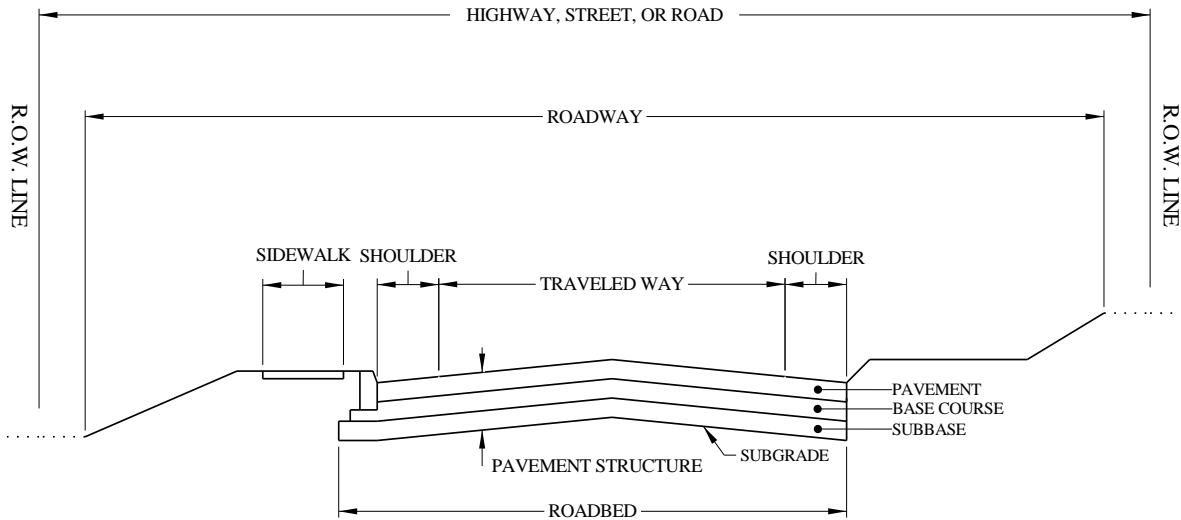 HIGHWAY, STREET, OR ROAD
R.O.W. LINE
R.O.W. LINE
ROADWAY
SIDEWALK
SHOULDER
SHOULDER
TRAVELED WAY
PAVEMENT
BASE COURSE
SUBBASE
SUBGRADE
PAVEMENT STRUCTURE
ROADBED